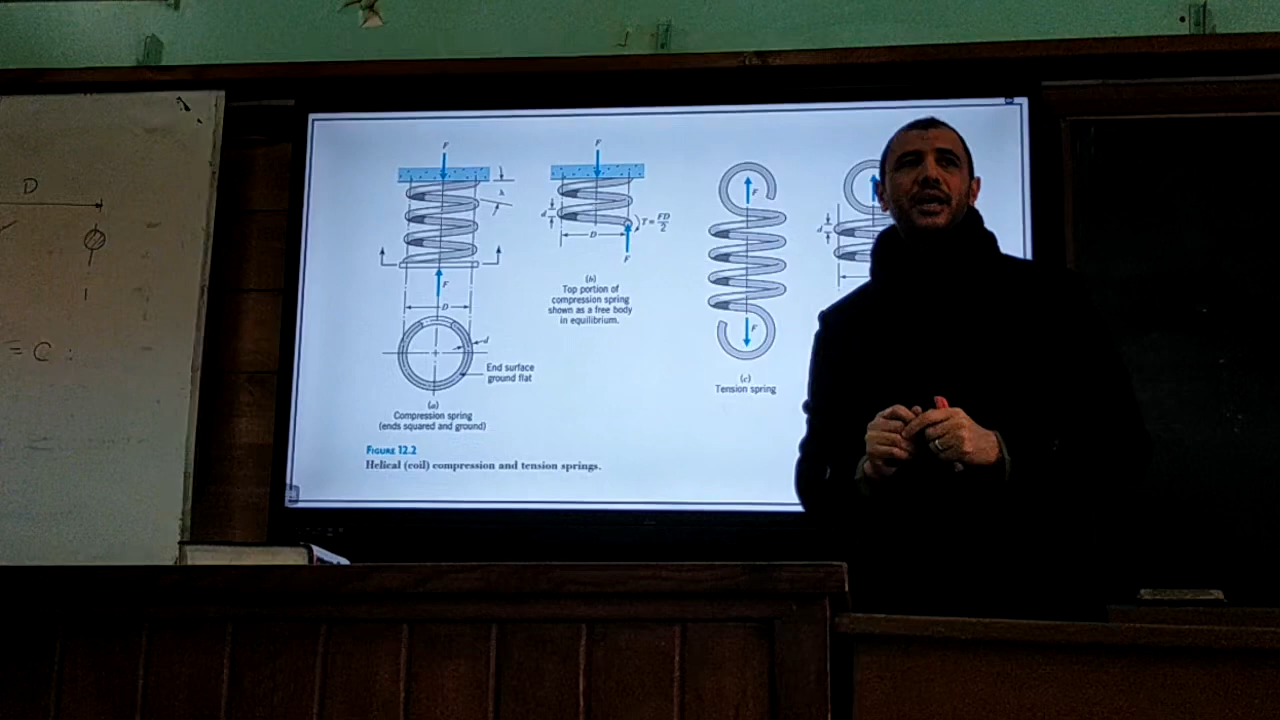 D
= C :
F
λ
F
D
d
End surface
ground flat
(a)
Compression spring
(ends squared and ground)
F
d
D
T = FD/2
F
(b)
Top portion of
compression spring
shown as a free body
in equilibrium.
F
F
(c)
Tension spring
d
FIGURE 12.2
Helical (coil) compression and tension springs.